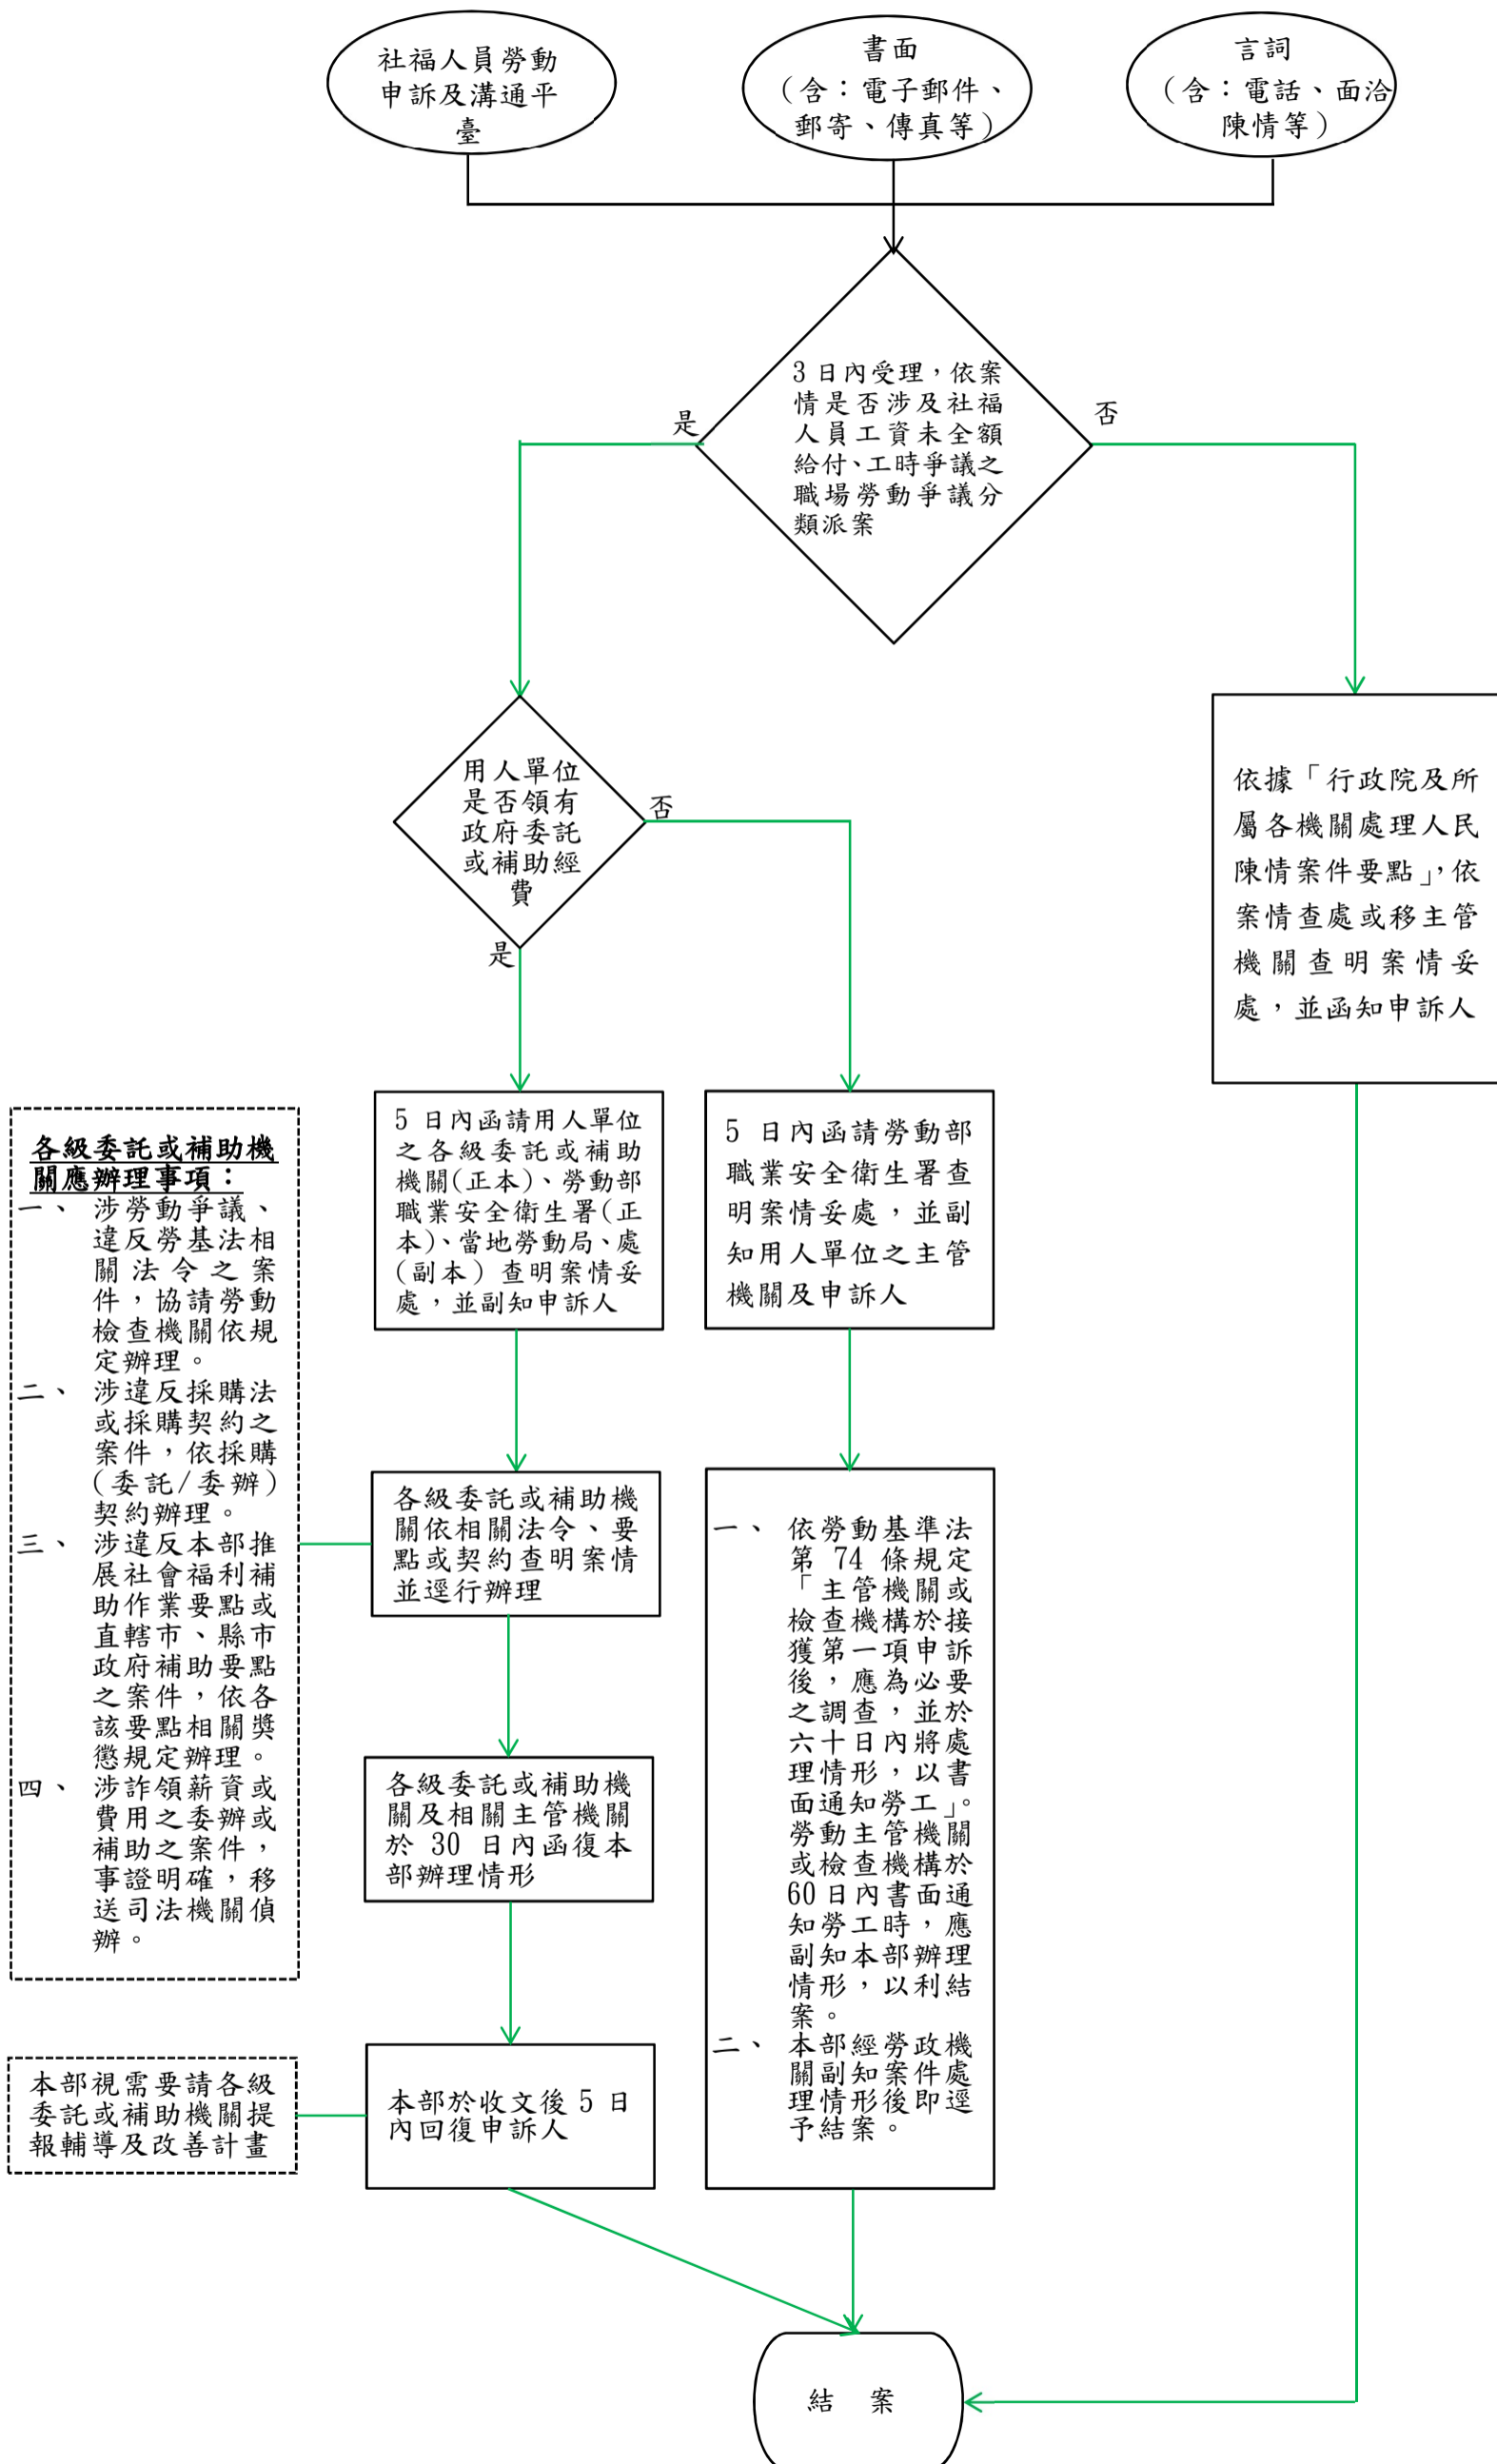 社福人員勞動
申訴及溝通平
臺
書面
（含：電子郵件、
郵寄、傳真等）
言詞
（含：電話、面洽
陳情等）
3 日內受理，依案
情是否涉及社福
人員工資未全額
給付、工時爭議之
職場勞動爭議分
類派案
是
否
用人單位
是否領有
政府委託
或補助經
費
否
是
依據「行政院及所
屬各機關處理人民
陳情案件要點」，依
案情查處或移主管
機關查明案情妥
處，並函知申訴人
5 日內函請用人單位
之各級委託或補助
機關(正本)、勞動部
職業安全衛生署(正
本)、當地勞動局、處
(副本) 查明案情妥
處，並副知申訴人
5 日內函請勞動部
職業安全衛生署查
明案情妥處，並副
知用人單位之主管
機關及申訴人
各級委託或補助機
關應辦理事項：
一、 涉勞動爭議、
違反勞基法相
關法令之案
件，協請勞動
檢查機關依規
定辦理。
二、 涉違反採購法
或採購契約之
案件，依採購
(委託/委辦)
契約辦理。
三、 涉違反本部推
展社會福利補
助作業要點或
直轄市、縣市
政府補助要點
之案件，依各
該要點相關獎
懲規定辦理。
四、 涉詐領薪資或
費用之委辦或
補助之案件，
事證明確，移
送司法機關偵
辦。
各級委託或補助機
關依相關法令、要
點或契約查明案情
並逕行辦理
各級委託或補助機
關及相關主管機關
於 30 日內函復本
部辦理情形
本部於收文後 5 日
內回復申訴人
本部視需要請各級
委託或補助機關提
報輔導及改善計畫
一、 依勞動基準法
第 74 條規定
「主管機關或
檢查機構於接
獲第一項申訴
後，應為必要
之調查，並於
六十日內將處
理情形，以書
面通知勞工」。
勞動主管機關
或檢查機構於
60 日內書面通
知勞工時，應
副知本部辦理
情形，以利結
案。
二、 本部經勞政機
關副知案件處
理情形後即逕
予結案。
結 案